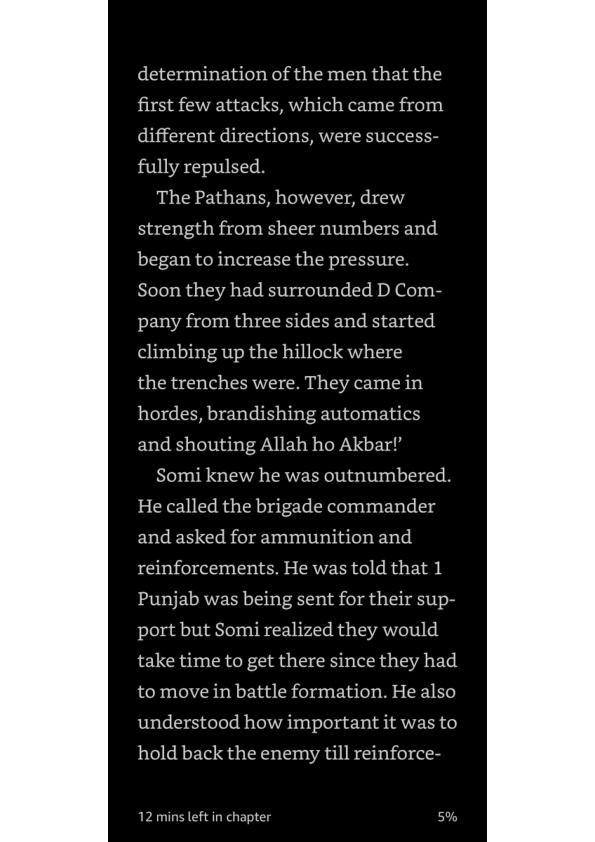 determination of the men that the
first few attacks, which came from
different directions, were success-
fully repulsed.
The Pathans, however, drew
strength from sheer numbers and
began to increase the pressure.
Soon they had surrounded D Com-
pany from three sides and started
climbing up the hillock where
the trenches were. They came in
hordes, brandishing automatics
and shouting Allah ho Akbar!’
Somi knew he was outnumbered.
He called the brigade commander
and asked for ammunition and
reinforcements. He was told that 1
Punjab was being sent for their sup-
port but Somi realized they would
take time to get there since they had
to move in battle formation. He also
understood how important it was to
hold back the enemy till reinforce-
12 mins left in chapter 5%